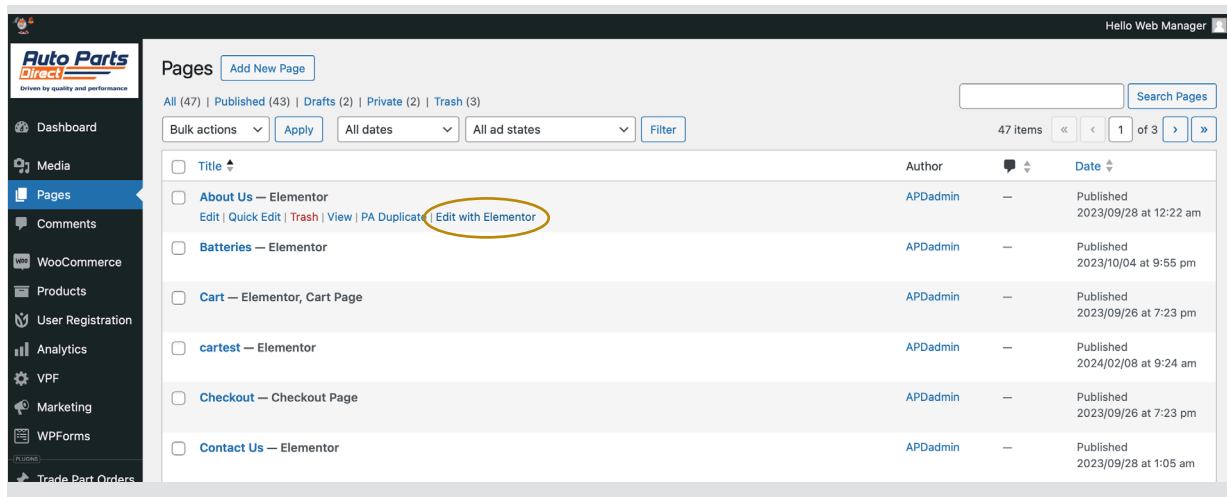 Hello Web Manager
Auto Parts
Direct
Driven by quality and performance
Dashboard
Media
Pages
Comments
WooCommerce
Products
User Registration
Analytics
VPF
Marketing
WPForms
PLUGINS
Trade Part Orders
Pages Add New Page
All (47) | Published (43) | Drafts (2) | Private (2) | Trash (3)
Search Pages
Bulk actions Apply All dates All ad states Filter 47 items « ‹ 1 of 3 › »
Title Author Date
About Us — Elementor APDadmin — Published
Edit | Quick Edit | Trash | View | PA Duplicate | Edit with Elementor 2023/09/28 at 12:22 am
Batteries — Elementor APDadmin — Published
2023/10/04 at 9:55 pm
Cart — Elementor, Cart Page APDadmin — Published
2023/09/26 at 7:23 pm
cartest — Elementor APDadmin — Published
2024/02/08 at 9:24 am
Checkout — Checkout Page APDadmin — Published
2023/09/26 at 7:23 pm
Contact Us — Elementor APDadmin — Published
2023/09/28 at 1:05 am